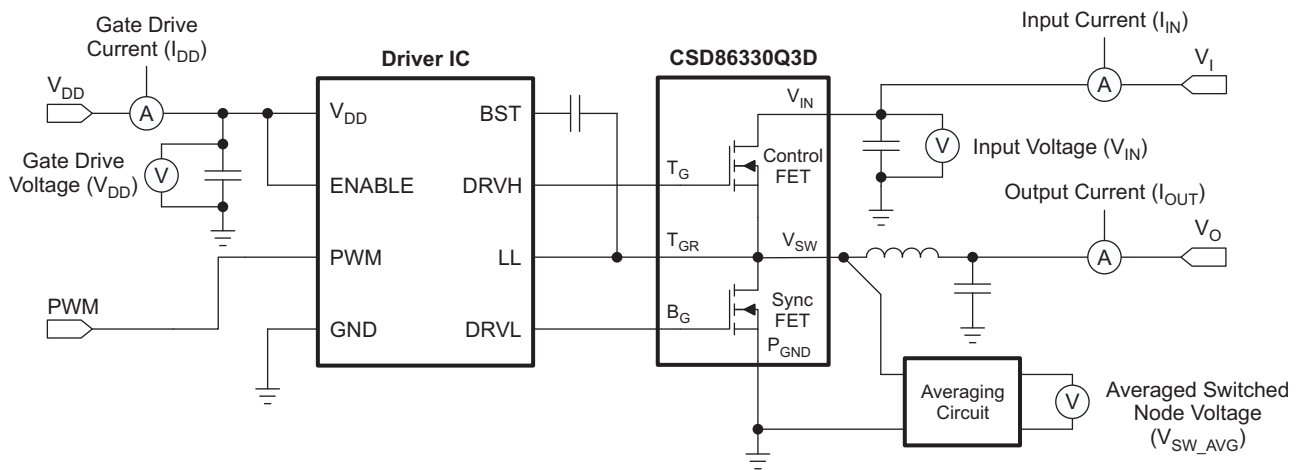 Gate Drive
Current (I_DD)
V_DD
A
Gate Drive
Voltage (V_DD)
V
PWM
Driver IC
V_DD
ENABLE
PWM
GND
BST
DRVH
LL
DRVL
CSD86330Q3D
V_IN
T_G
Control
FET
T_GR
V_SW
B_G
Sync
FET
P_GND
Input Current (I_IN)
A
V_I
V
Input Voltage (V_IN)
Output Current (I_OUT)
A
V_O
Averaging
Circuit
V
Averaged Switched
Node Voltage
(V_SW_AVG)